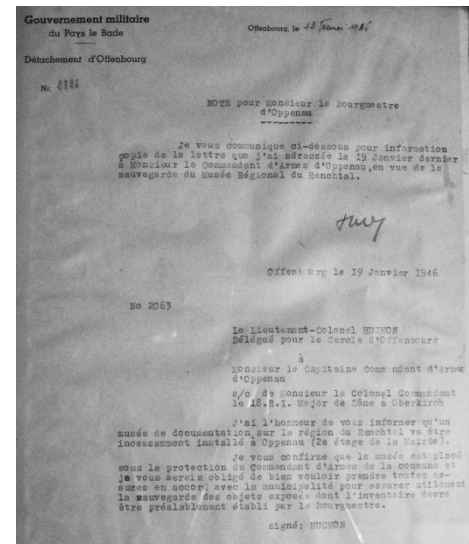 Gouvernement militaire
du Pays le Bade
Détachement d'Offenbourg
Offenbourg, le 18 1946
Nr.
NOTE pour Monsieur le Bourgmestre
d'Oppenau
Je vous communique ci-dessous pour information
copie de la lettre que j'ai adressée le 19 Janvier dernier
à Monsieur le Commandant d'Armes d'Oppenau,en vue de la
sauvegarde du Musée Régional du Renchtal.
Offenbourg le 19 Janvier 1946
No 2063
Le Lieutenant-Colonel HUCHON
Délégué pour le Cercle d'Offenbourg
à
Monsieur le Capitaine Commandant d'Armes
d'Oppenau
s/c de Monsieur le Colonel Commandant
le 18.R.I. Major de Zône a Oberkirch
J'ai l'honneur de vous informer qu'un
musée de documentation sur la région du Renchtal va être
incessamment installé à Oppenau (2e étage de la Mairie).
Je vous confirme que le musée est placé
sous la protection du Commandant d'Armes de la commune et
je vous serais obligé de bien vouloir prendre toutes me-
sures en accord avec la municipalité pour assurer utilement
la sauvegarde des objets exposés dont l'inventaire devra
être préalablement établi par le Bourgmestre.
signé: HUCHON